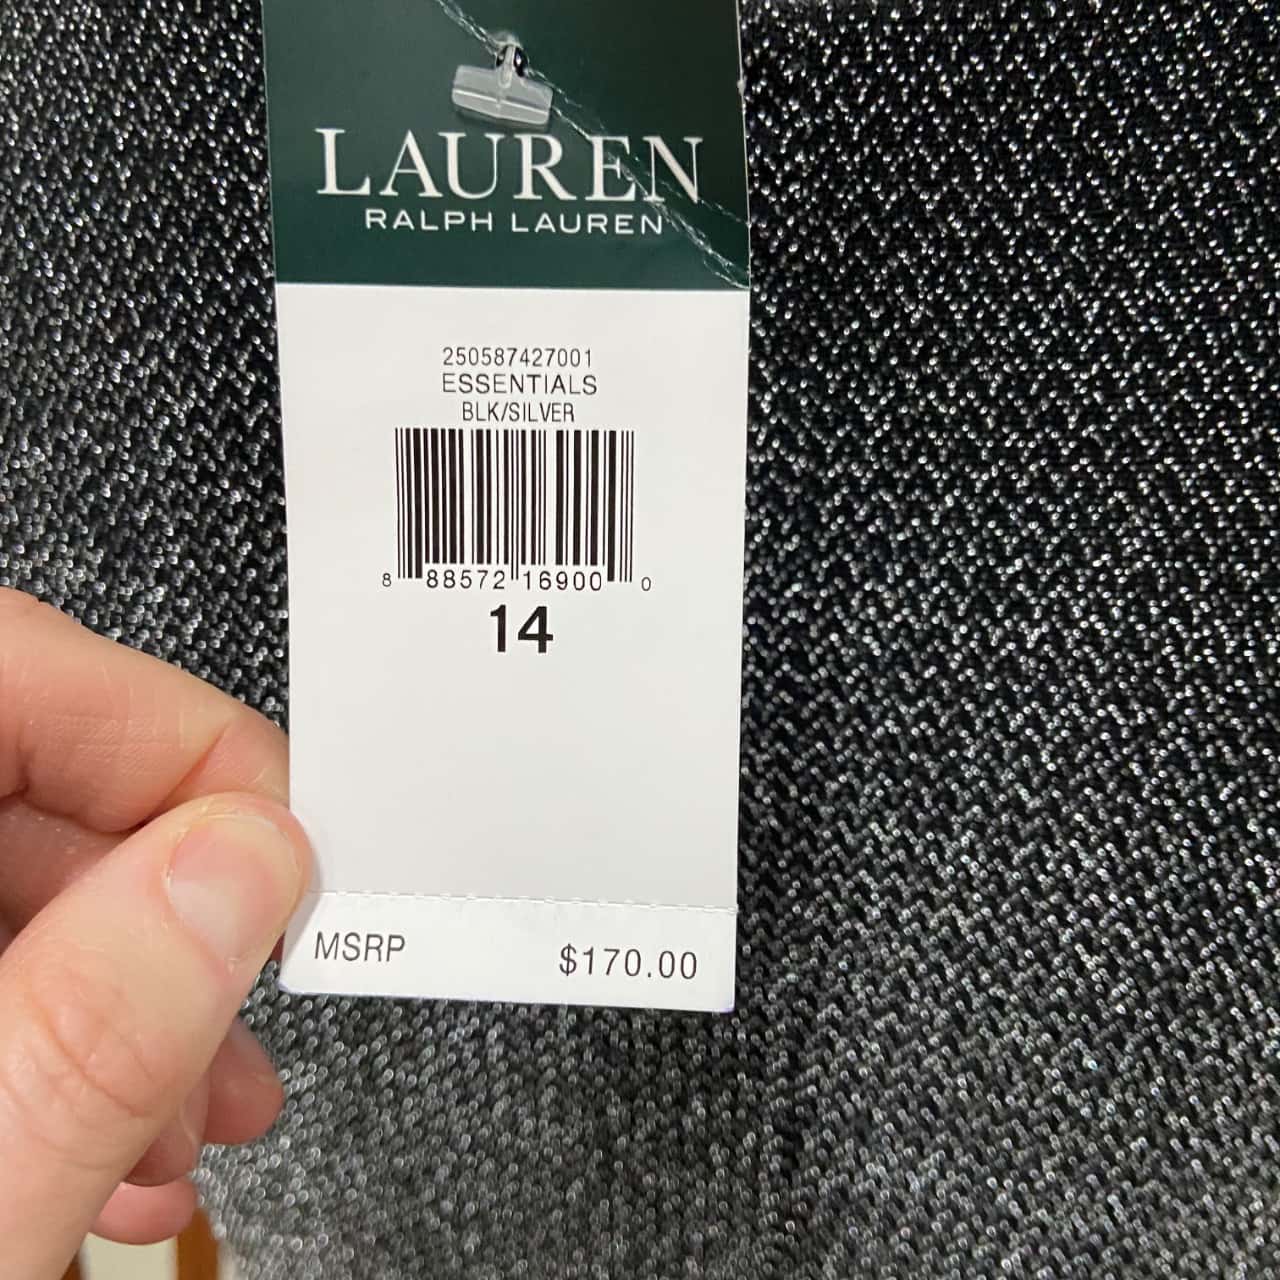 LAUREN
RALPH LAUREN
250587427001
ESSENTIALS
BLK/SILVER
8 88572 16900 0
14
MSRP $170.00